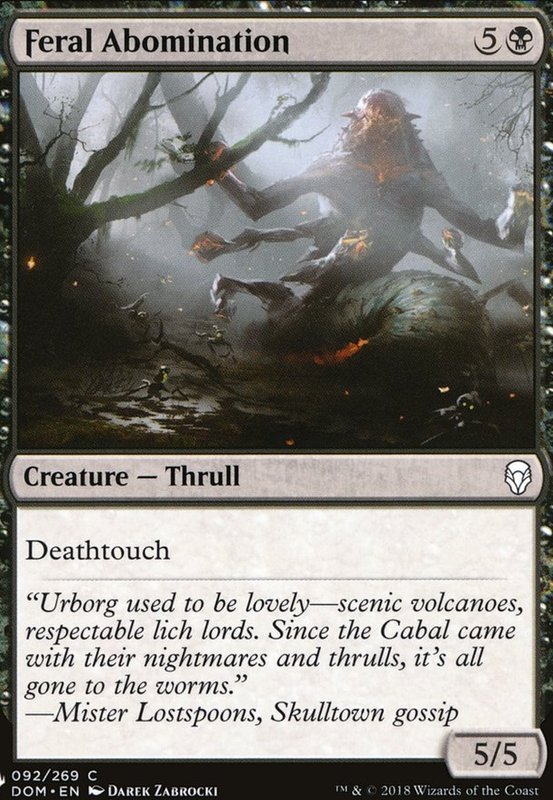 Feral Abomination 5
Creature — Thrull
Deathtouch
“Urborg used to be lovely—scenic volcanoes,
respectable lich lords. Since the Cabal came
with their nightmares and thrulls, it’s all
gone to the worms.”
—Mister Lostspoons, Skulltown gossip
5/5
092/269 C
DOM • EN Darek Zabrocki
™ & © 2018 Wizards of the Coast